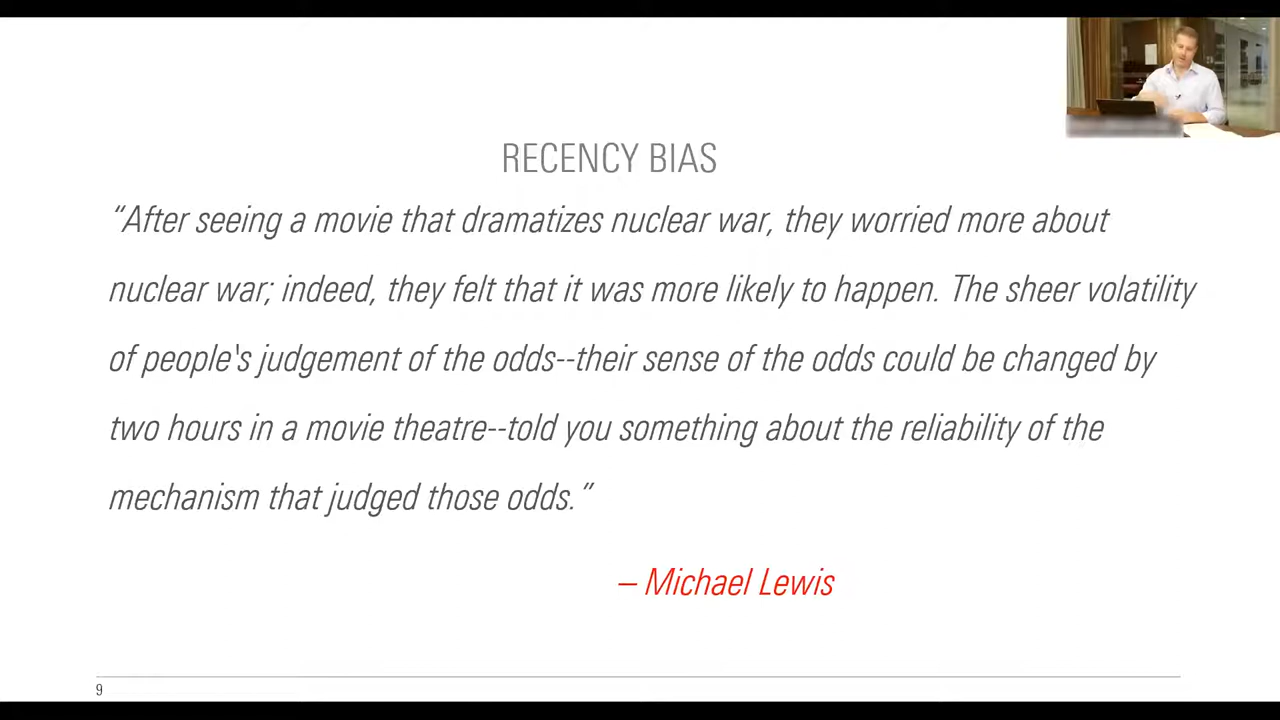 RECENCY BIAS
“After seeing a movie that dramatizes nuclear war, they worried more about
nuclear war; indeed, they felt that it was more likely to happen. The sheer volatility
of people's judgement of the odds--their sense of the odds could be changed by
two hours in a movie theatre--told you something about the reliability of the
mechanism that judged those odds.”
– Michael Lewis
9